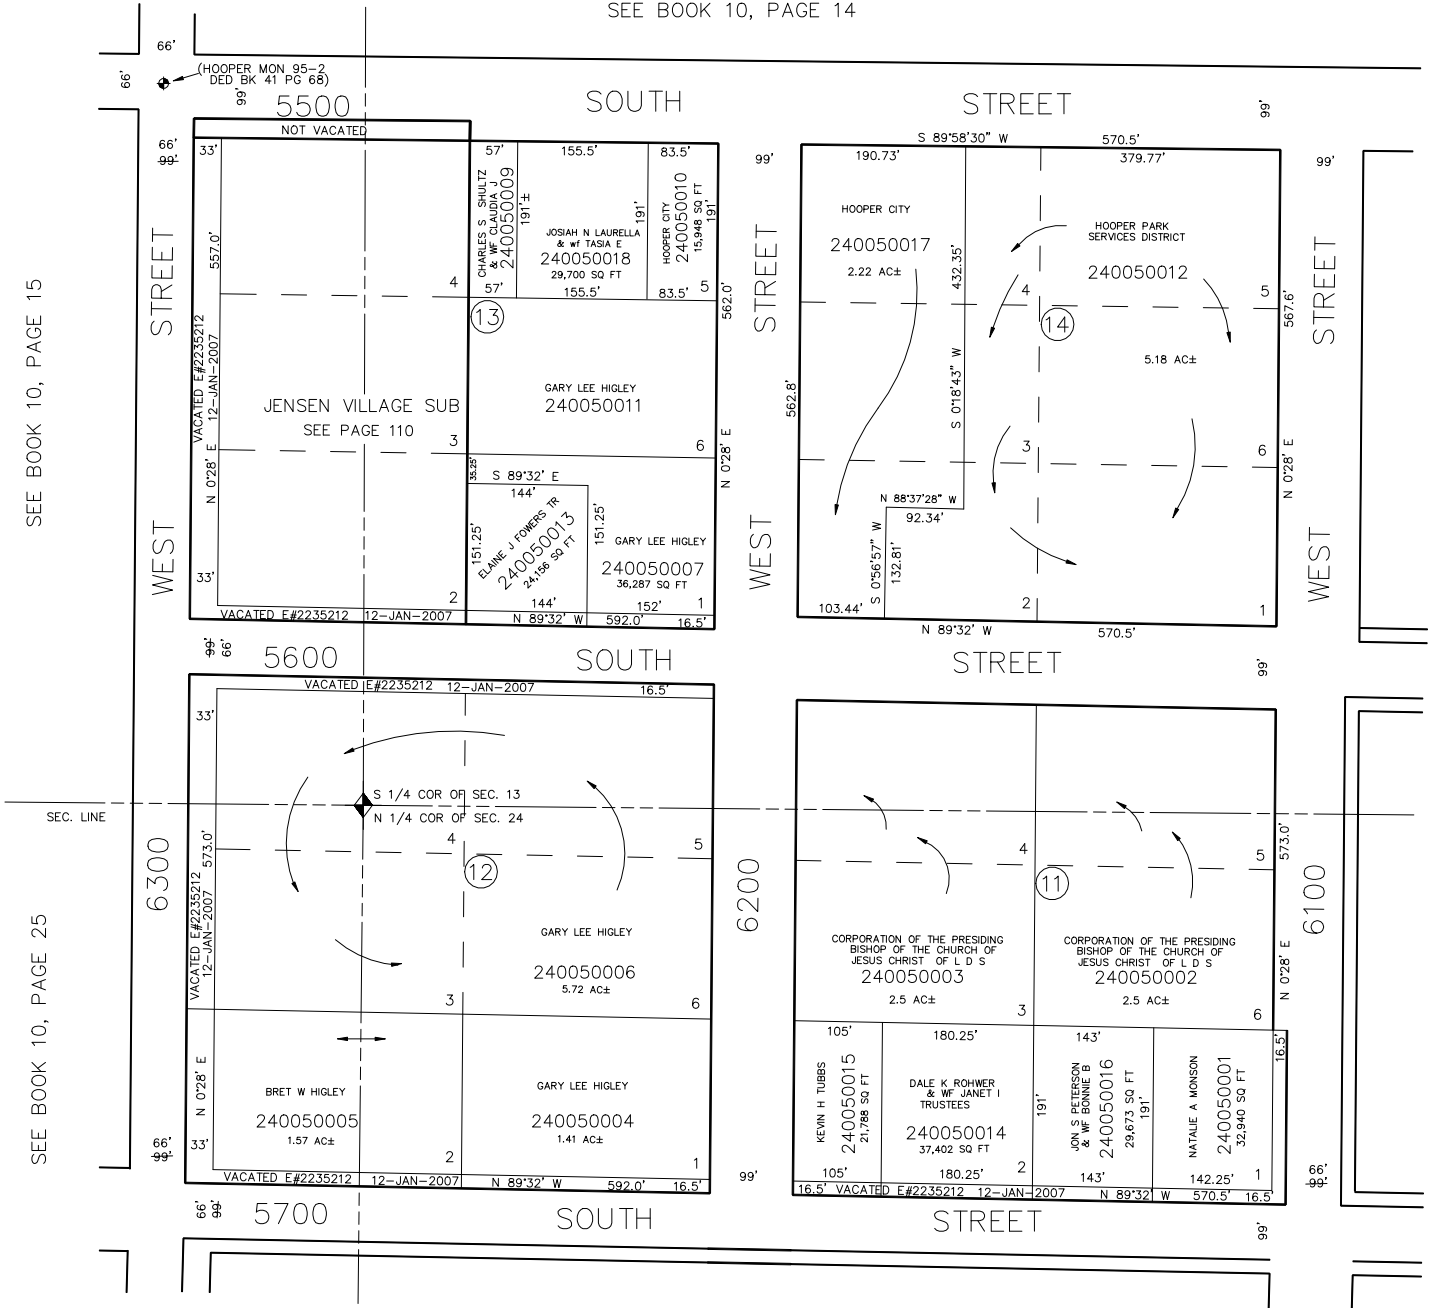 SEE BOOK 10, PAGE 14
66'
66'
(HOOPER MON 95-2
DED BK 41 PG 68)
99'
5500 SOUTH STREET
99'
NOT VACATED
66'
99'
33'
57'
155.5'
83.5'
99'
S 89°58'30" W 570.5'
190.73'
379.77'
99'
CHARLES S SHULTZ
& WF CLAUDIA J
240050009
191'±
JOSIAH N LAURELLA
& wf TASIA E
240050018
29,700 SQ FT
191'
HOOPER CITY
240050010
15,948 SQ FT
191'
57'
155.5'
83.5'
5
4
13
557.0'
VACATED E#2235212
12-JAN-2007
N 0°28' E
JENSEN VILLAGE SUB
SEE PAGE 110
3
GARY LEE HIGLEY
240050011
6
562.0'
N 0°28' E
35.25'
S 89°32' E
144'
151.25'
ELAINE J FOWERS TR
240050013
24,156 SQ FT
151.25'
GARY LEE HIGLEY
240050007
36,287 SQ FT
33'
2
144'
152'
1
VACATED E#2235212 12-JAN-2007
N 89°32' W 592.0' 16.5'
HOOPER CITY
240050017
2.22 AC±
432.35'
S 0°18'43" W
HOOPER PARK
SERVICES DISTRICT
240050012
4
5
14
5.18 AC±
562.8'
567.6'
3
6
N 0°28' E
N 88°37'28" W
92.34'
S 0°56'57" W
132.81'
103.44'
2
1
N 89°32' W 570.5'
WEST STREET
WEST STREET
WEST STREET
SEE BOOK 10, PAGE 15
99'
66'
5600 SOUTH STREET
99'
VACATED E#2235212 12-JAN-2007 16.5'
33'
S 1/4 COR OF SEC. 13
N 1/4 COR OF SEC. 24
SEC. LINE
4
5
12
573.0'
VACATED E#2235212
12-JAN-2007
GARY LEE HIGLEY
240050006
5.72 AC±
3
6
N 0°28' E
BRET W HIGLEY
240050005
1.57 AC±
GARY LEE HIGLEY
240050004
1.41 AC±
33'
2
1
VACATED E#2235212 12-JAN-2007 N 89°32' W 592.0' 16.5'
6300
6200
6100
4
5
11
573.0'
CORPORATION OF THE PRESIDING
BISHOP OF THE CHURCH OF
JESUS CHRIST OF L D S
240050003
2.5 AC±
CORPORATION OF THE PRESIDING
BISHOP OF THE CHURCH OF
JESUS CHRIST OF L D S
240050002
2.5 AC±
3
6
N 0°28' E
105'
180.25'
143'
16.5'
KEVIN H TUBBS
240050015
21,788 SQ FT
DALE K ROHWER
& WF JANET I
TRUSTEES
240050014
37,402 SQ FT
191'
JON S PETERSON
& WF BONNIE B
240050016
29,673 SQ FT
191'
NATALIE A MONSON
240050001
32,940 SQ FT
105'
180.25'
2
143'
142.25'
1
16.5' VACATED E#2235212 12-JAN-2007 N 89°32' W 570.5' 16.5'
SEE BOOK 10, PAGE 25
66'
99'
99'
66'
99'
66'
99'
5700 SOUTH STREET
99'